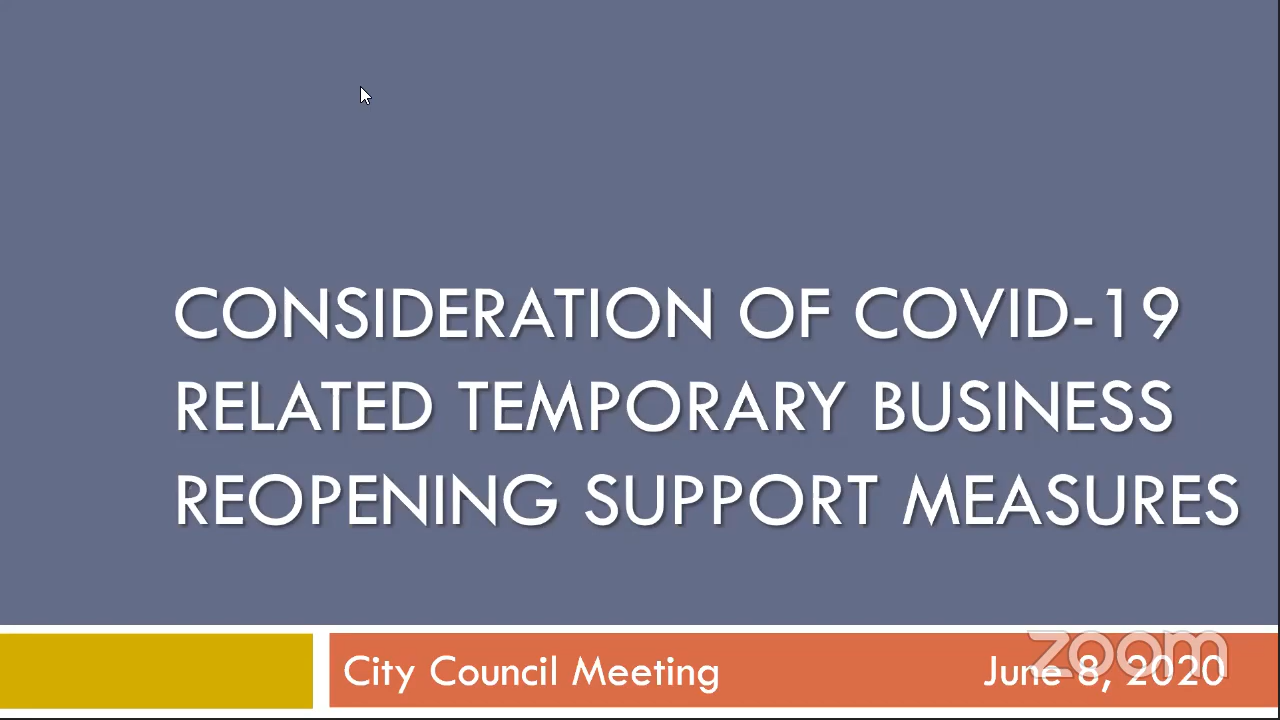 CONSIDERATION OF COVID-19
RELATED TEMPORARY BUSINESS
REOPENING SUPPORT MEASURES
City Council Meeting June 8, 2020
zoom